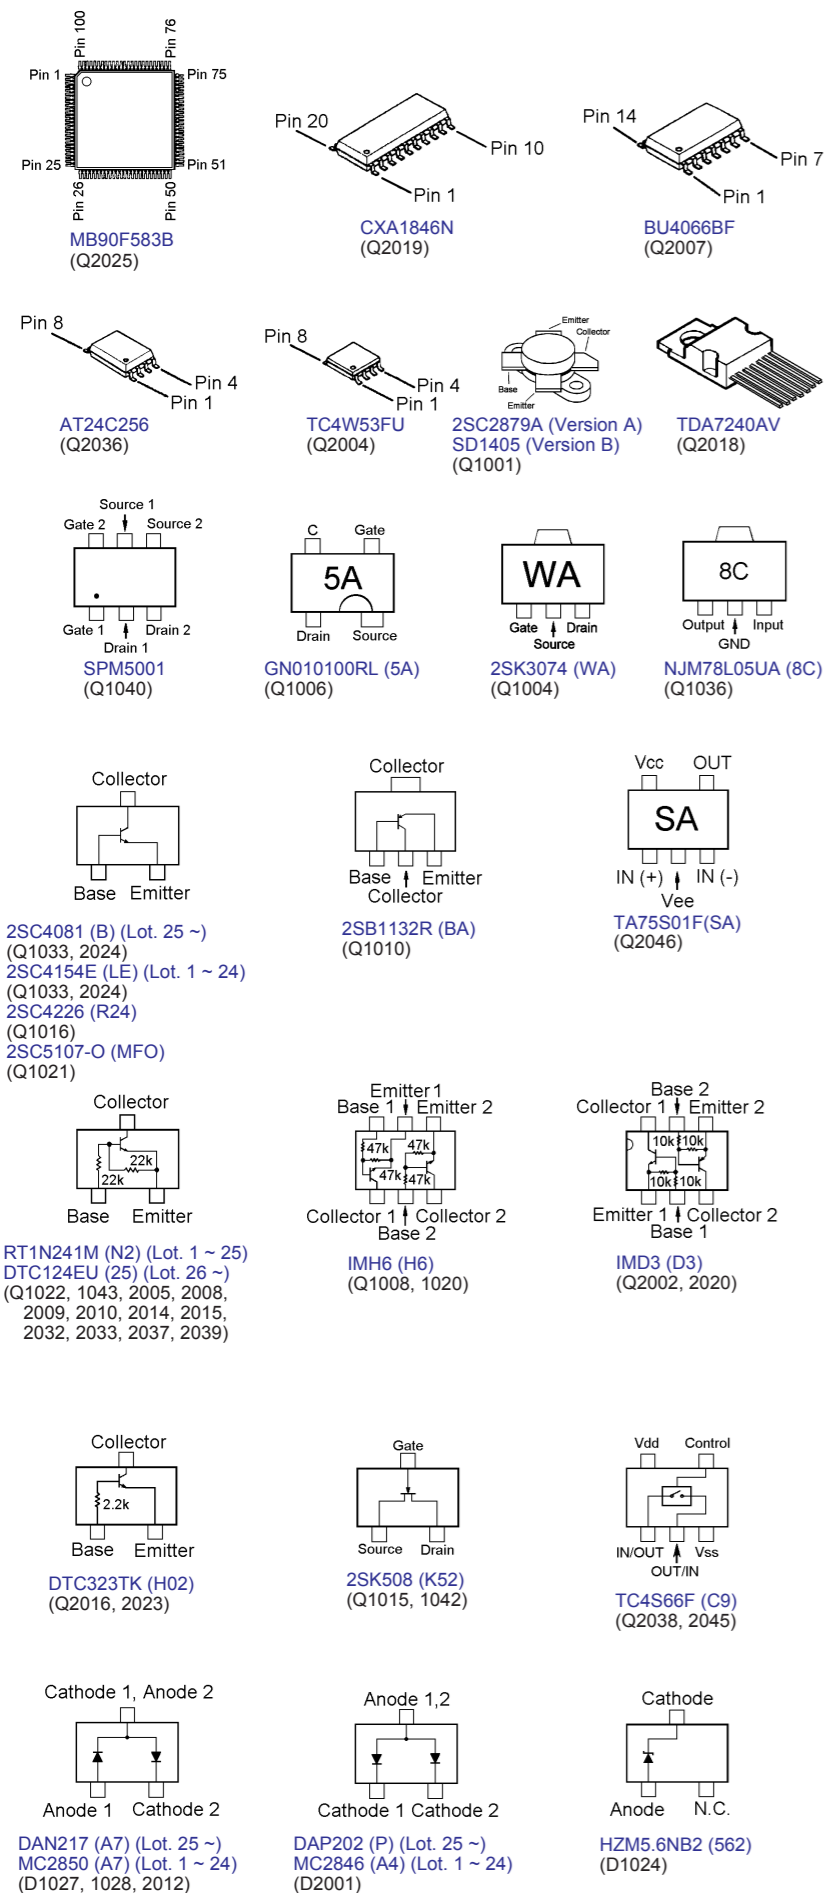 Pin 100
Pin 76
Pin 1
Pin 75
Pin 25
Pin 51
Pin 26
Pin 50
MB90F583B
(Q2025)
Pin 20
Pin 10
Pin 1
CXA1846N
(Q2019)
Pin 14
Pin 7
Pin 1
BU4066BF
(Q2007)
Pin 8
Pin 4
Pin 1
AT24C256
(Q2036)
Pin 8
Pin 4
Pin 1
TC4W53FU
(Q2004)
Emitter
Collector
Base
Emitter
2SC2879A (Version A)
SD1405 (Version B)
(Q1001)
TDA7240AV
(Q2018)
Source 1
Gate 2
Source 2
Gate 1
Drain 2
Drain 1
SPM5001
(Q1040)
C
Gate
5A
Drain
Source
GN010100RL (5A)
(Q1006)
WA
Gate
Drain
Source
2SK3074 (WA)
(Q1004)
8C
Output
Input
GND
NJM78L05UA (8C)
(Q1036)
Collector
Base
Emitter
2SC4081 (B) (Lot. 25 ~)
(Q1033, 2024)
2SC4154E (LE) (Lot. 1 ~ 24)
(Q1033, 2024)
2SC4226 (R24)
(Q1016)
2SC5107-O (MFO)
(Q1021)
Collector
Base
Emitter
Collector
2SB1132R (BA)
(Q1010)
Vcc
OUT
SA
IN (+)
IN (-)
Vee
TA75S01F(SA)
(Q2046)
Collector
22k
22k
Base
Emitter
RT1N241M (N2) (Lot. 1 ~ 25)
DTC124EU (25) (Lot. 26 ~)
(Q1022, 1043, 2005, 2008,
2009, 2010, 2014, 2015,
2032, 2033, 2037, 2039)
Emitter 1
Base 1
Emitter 2
47k
47k
47k
47k
Collector 1
Collector 2
Base 2
IMH6 (H6)
(Q1008, 1020)
Base 2
Collector 1
Emitter 2
10k
10k
10k
10k
Emitter 1
Collector 2
Base 1
IMD3 (D3)
(Q2002, 2020)
Collector
2.2k
Base
Emitter
DTC323TK (H02)
(Q2016, 2023)
Gate
Source
Drain
2SK508 (K52)
(Q1015, 1042)
Vdd
Control
IN/OUT
Vss
OUT/IN
TC4S66F (C9)
(Q2038, 2045)
Cathode 1, Anode 2
Anode 1
Cathode 2
DAN217 (A7) (Lot. 25 ~)
MC2850 (A7) (Lot. 1 ~ 24)
(D1027, 1028, 2012)
Anode 1,2
Cathode 1
Cathode 2
DAP202 (P) (Lot. 25 ~)
MC2846 (A4) (Lot. 1 ~ 24)
(D2001)
Cathode
Anode
N.C.
HZM5.6NB2 (562)
(D1024)